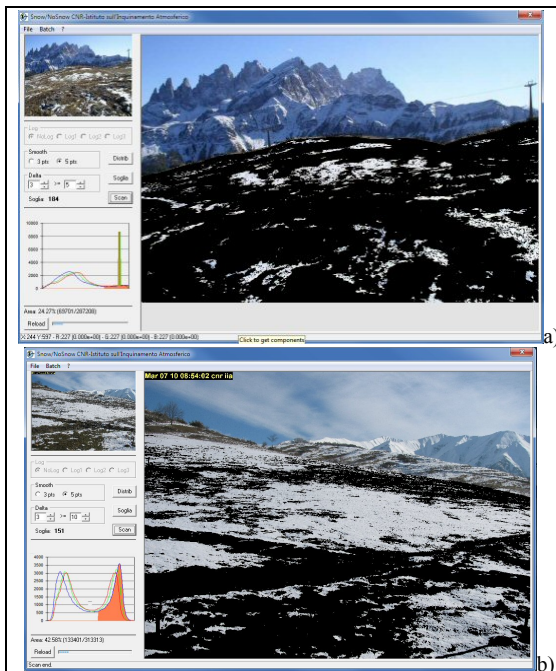 Snow/NoSnow CNR-Istituto sull'Inquinamento Atmosferico
File Batch ?
Log
NoLog Log1 Log2 Log3
Smooth
3 pts 5 pts
Distrib
Delta
3 >= 5
Soglia
Soglia: 184
Scan
10000
8000
6000
4000
2000
0
Area: 24.27% (69701/287208)
Reload
X:244 Y:597 - R:227 (0.000e+00) - G:227 (0.000e+00) - B:227 (0.000e+00)
Click to get components
a)
Snow/NoSnow CNR-Istituto sull'Inquinamento Atmosferico
File Batch ?
Mar 07 10 08:54:02 cnr iia
Log
NoLog Log1 Log2 Log3
Smooth
3 pts 5 pts
Distrib
Delta
3 >= 10
Soglia
Soglia: 151
Scan
4000
3500
3000
2500
2000
1500
1000
500
0
Area: 42.58% (133401/313313)
Reload
Scan end.
b)